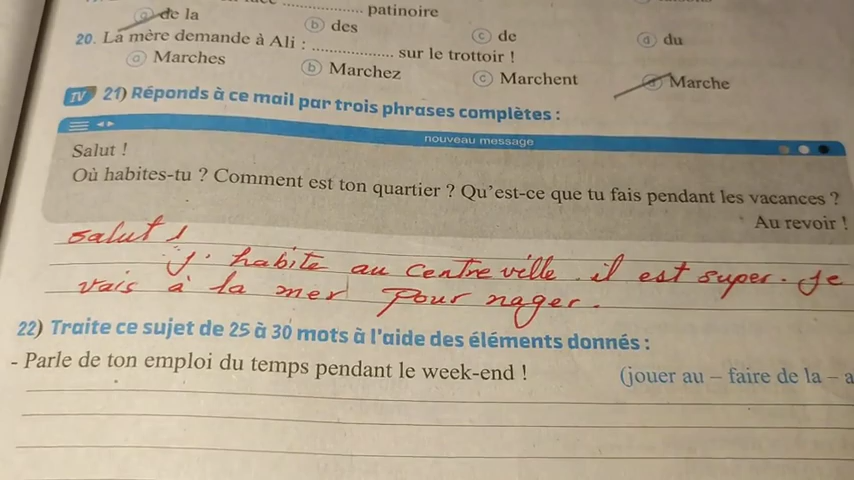 patinoire
ⓐ de la ⓑ des ⓒ de ⓓ du
20. La mère demande à Ali : .................... sur le trottoir !
ⓐ Marches ⓑ Marchez ⓒ Marchent ⓓ Marche
IV 21) Réponds à ce mail par trois phrases complètes :
nouveau message
Salut !
Où habites-tu ? Comment est ton quartier ? Qu'est-ce que tu fais pendant les vacances ?
Au revoir !
salut !
j'habite au centre ville. il est super. Je
vais à la mer pour nager.
22) Traite ce sujet de 25 à 30 mots à l'aide des éléments donnés :
- Parle de ton emploi du temps pendant le week-end ! (jouer au – faire de la – a